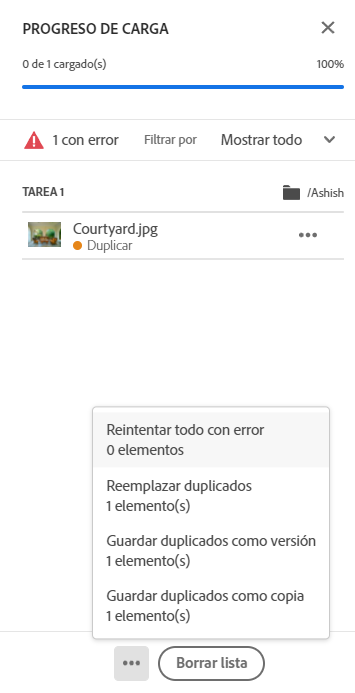 PROGRESO DE CARGA
0 de 1 cargado(s) 100%
1 con error Filtrar por Mostrar todo
TAREA 1 /Ashish
Courtyard.jpg
Duplicar
Reintentar todo con error
0 elementos
Reemplazar duplicados
1 elemento(s)
Guardar duplicados como versión
1 elemento(s)
Guardar duplicados como copia
1 elemento(s)
Borrar lista